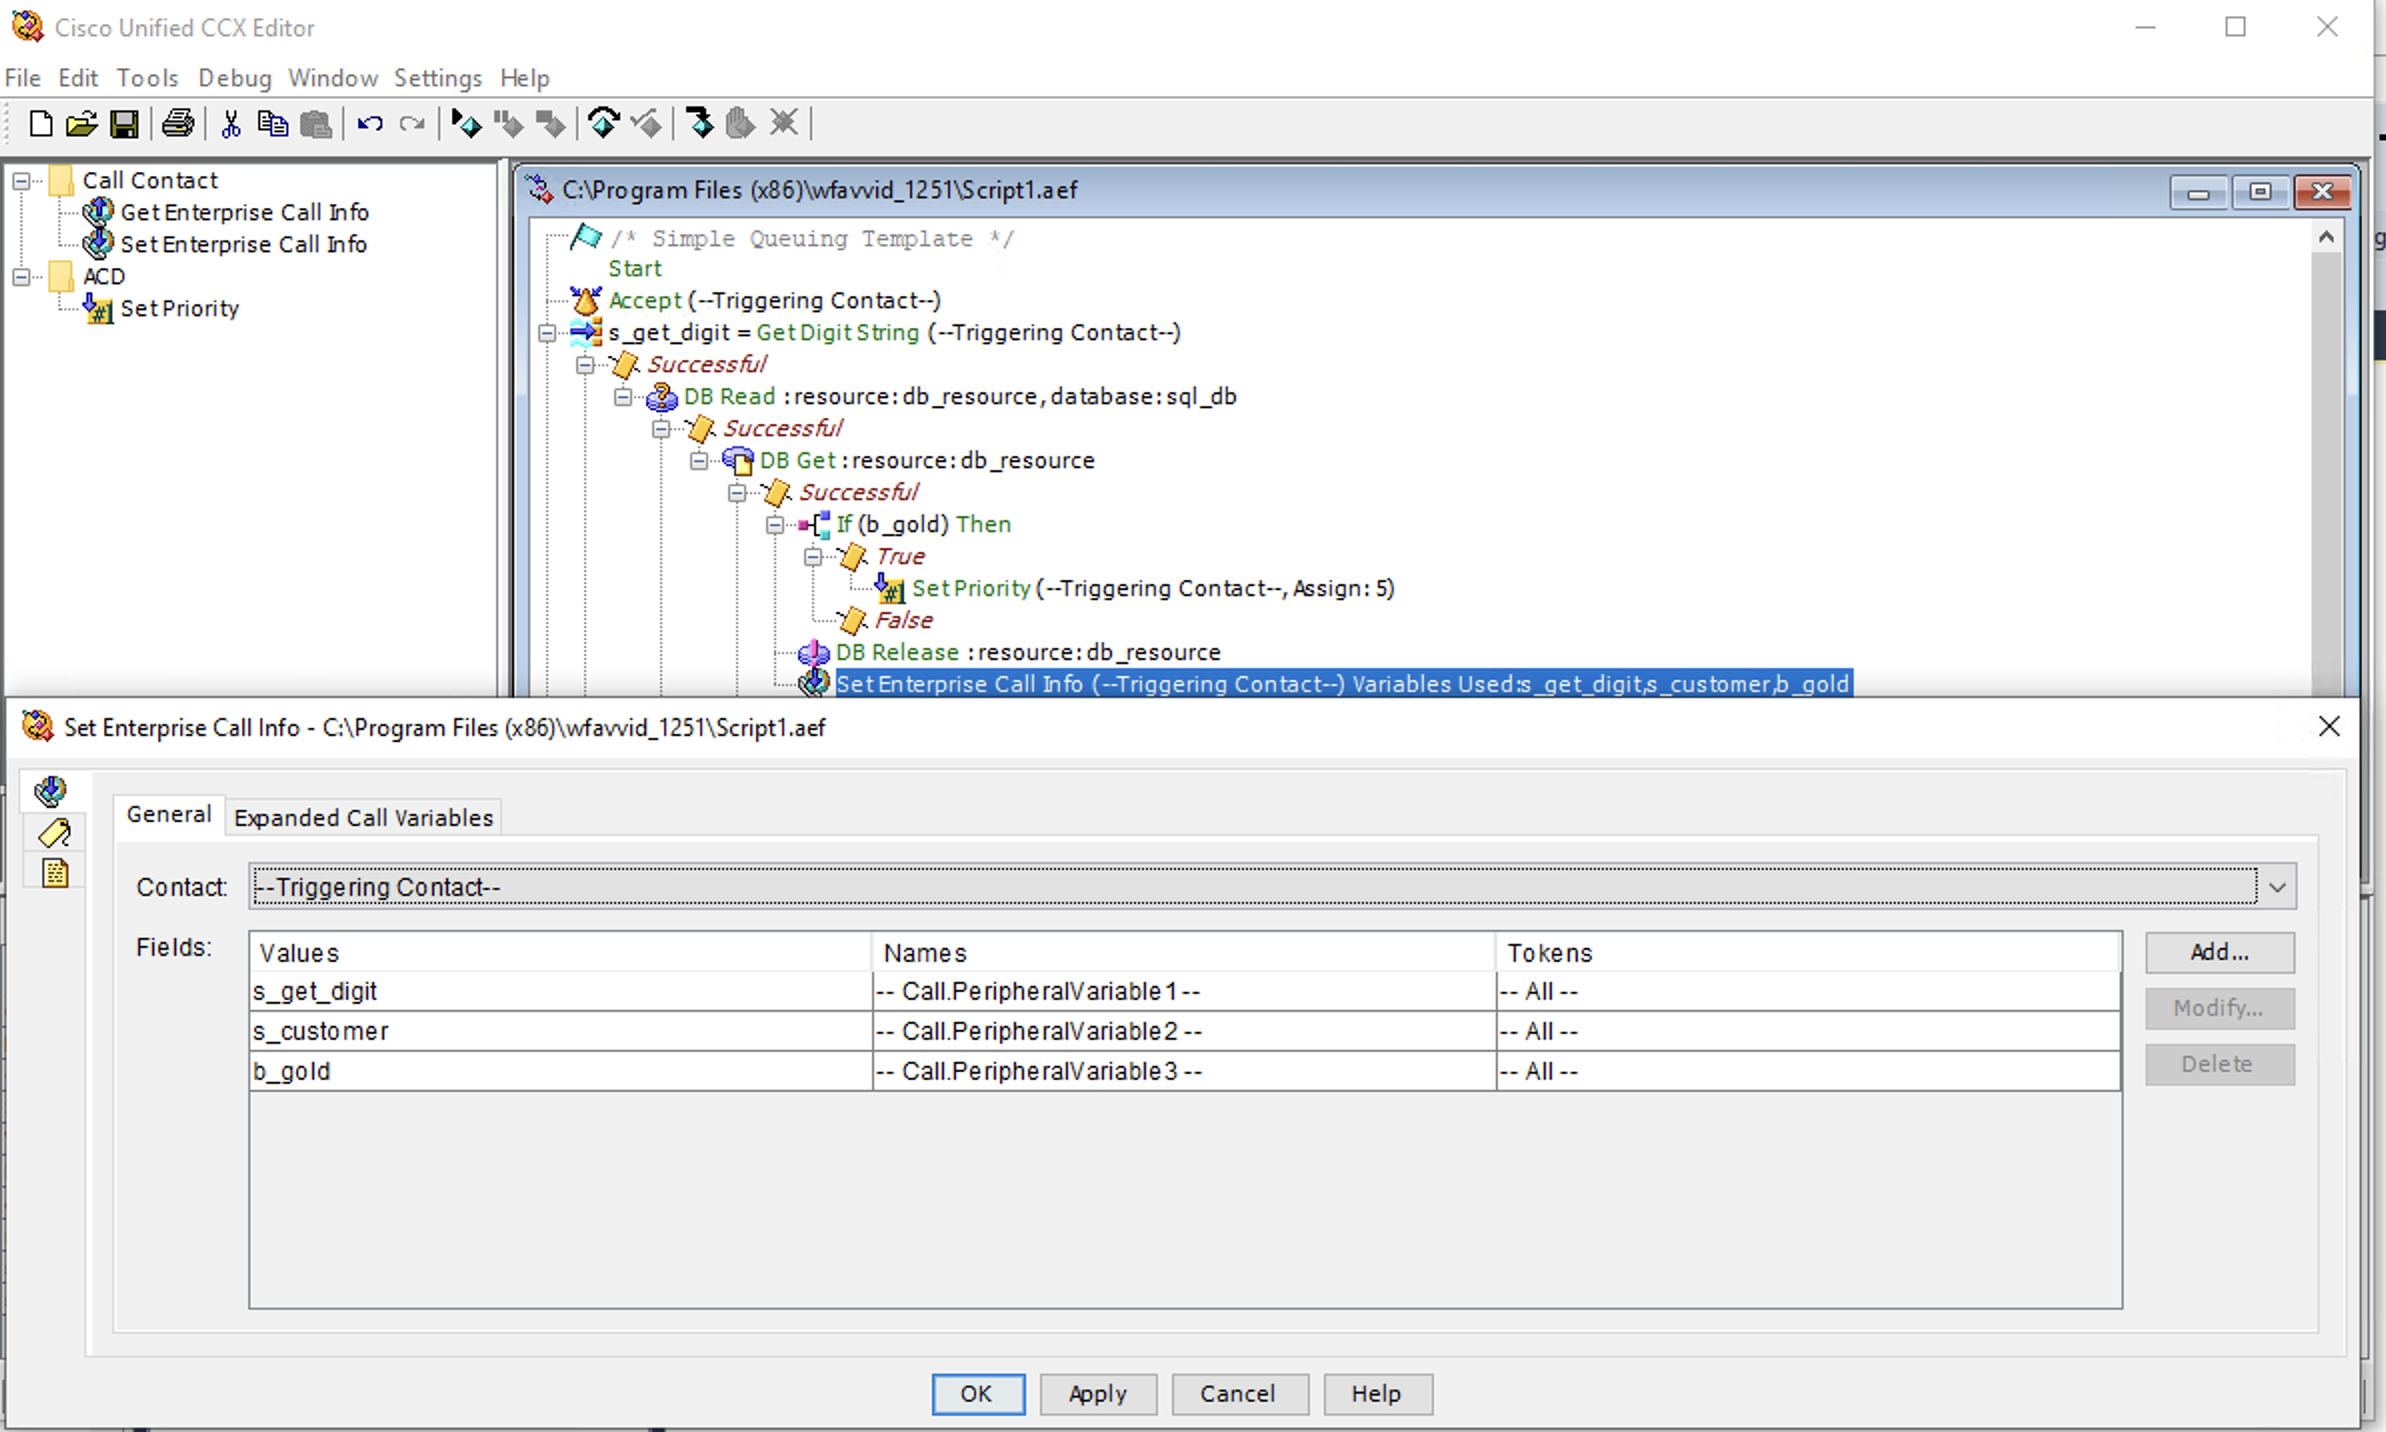 Cisco Unified CCX Editor
File Edit Tools Debug Window Settings Help
Call Contact
Get Enterprise Call Info
Set Enterprise Call Info
ACD
Set Priority
C:\Program Files (x86)\wfavvid_1251\Script1.aef
/* Simple Queuing Template */
Start
Accept (--Triggering Contact--)
s_get_digit = Get Digit String (--Triggering Contact--)
Successful
DB Read :resource:db_resource, database:sql_db
Successful
DB Get :resource:db_resource
Successful
If (b_gold) Then
True
Set Priority (--Triggering Contact--, Assign: 5)
False
DB Release :resource:db_resource
Set Enterprise Call Info (--Triggering Contact--) Variables Used:s_get_digit,s_customer,b_gold
Set Enterprise Call Info - C:\Program Files (x86)\wfavvid_1251\Script1.aef
General Expanded Call Variables
Contact: --Triggering Contact--
Fields: Values Names Tokens Add...
s_get_digit -- Call.PeripheralVariable1 -- -- All --
Modify...
s_customer -- Call.PeripheralVariable2 -- -- All --
b_gold -- Call.PeripheralVariable3 -- -- All -- Delete
OK Apply Cancel Help